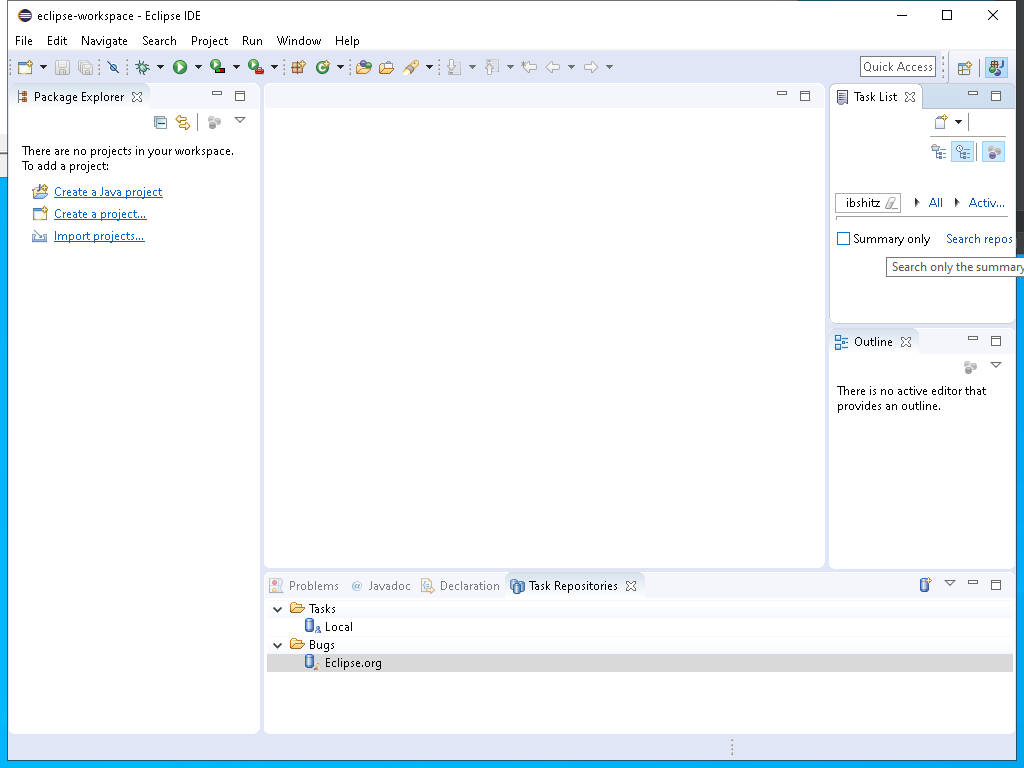 eclipse-workspace - Eclipse IDE
File Edit Navigate Search Project Run Window Help
Quick Access
Package Explorer
There are no projects in your workspace.
To add a project:
Create a Java project
Create a project...
Import projects...
Task List
ibshitz
All
Activ...
Summary only
Search repos
Search only the summary
Outline
There is no active editor that
provides an outline.
Problems @ Javadoc Declaration Task Repositories
Tasks
Local
Bugs
Eclipse.org